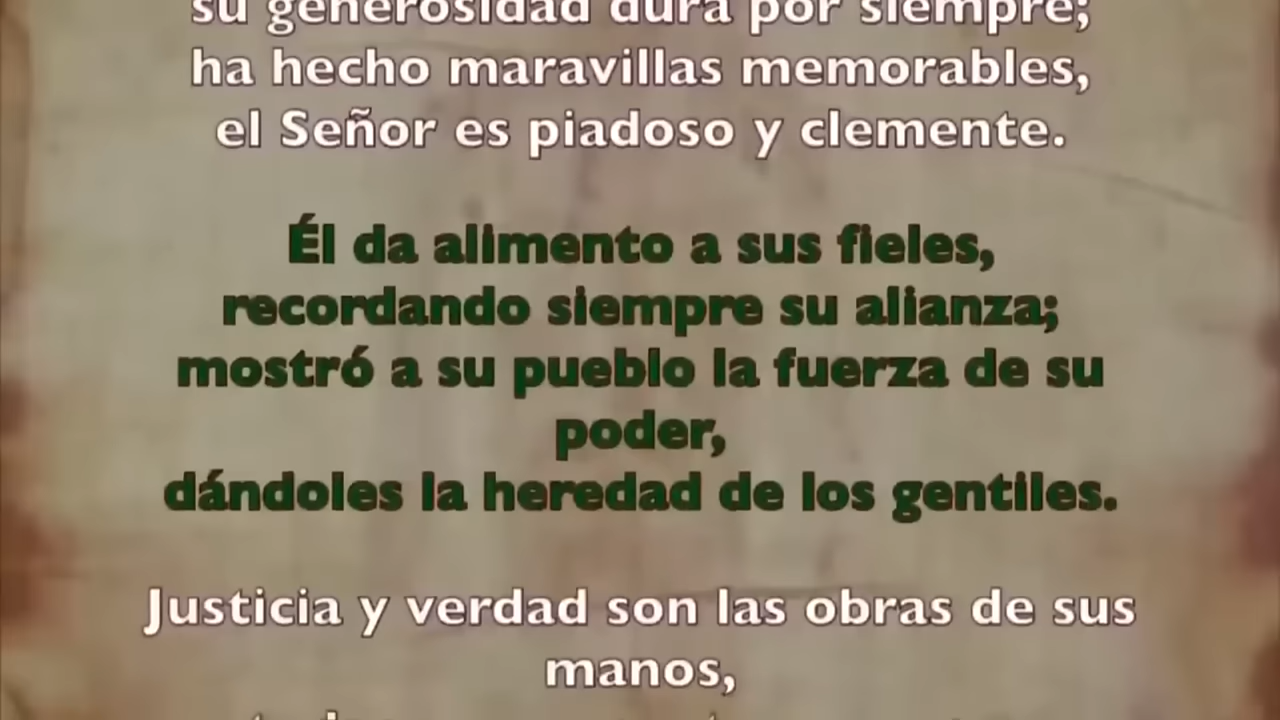 su generosidad dura por siempre;
ha hecho maravillas memorables,
el Señor es piadoso y clemente.
Él da alimento a sus fieles,
recordando siempre su alianza;
mostró a su pueblo la fuerza de su
poder,
dándoles la heredad de los gentiles.
Justicia y verdad son las obras de sus
manos,